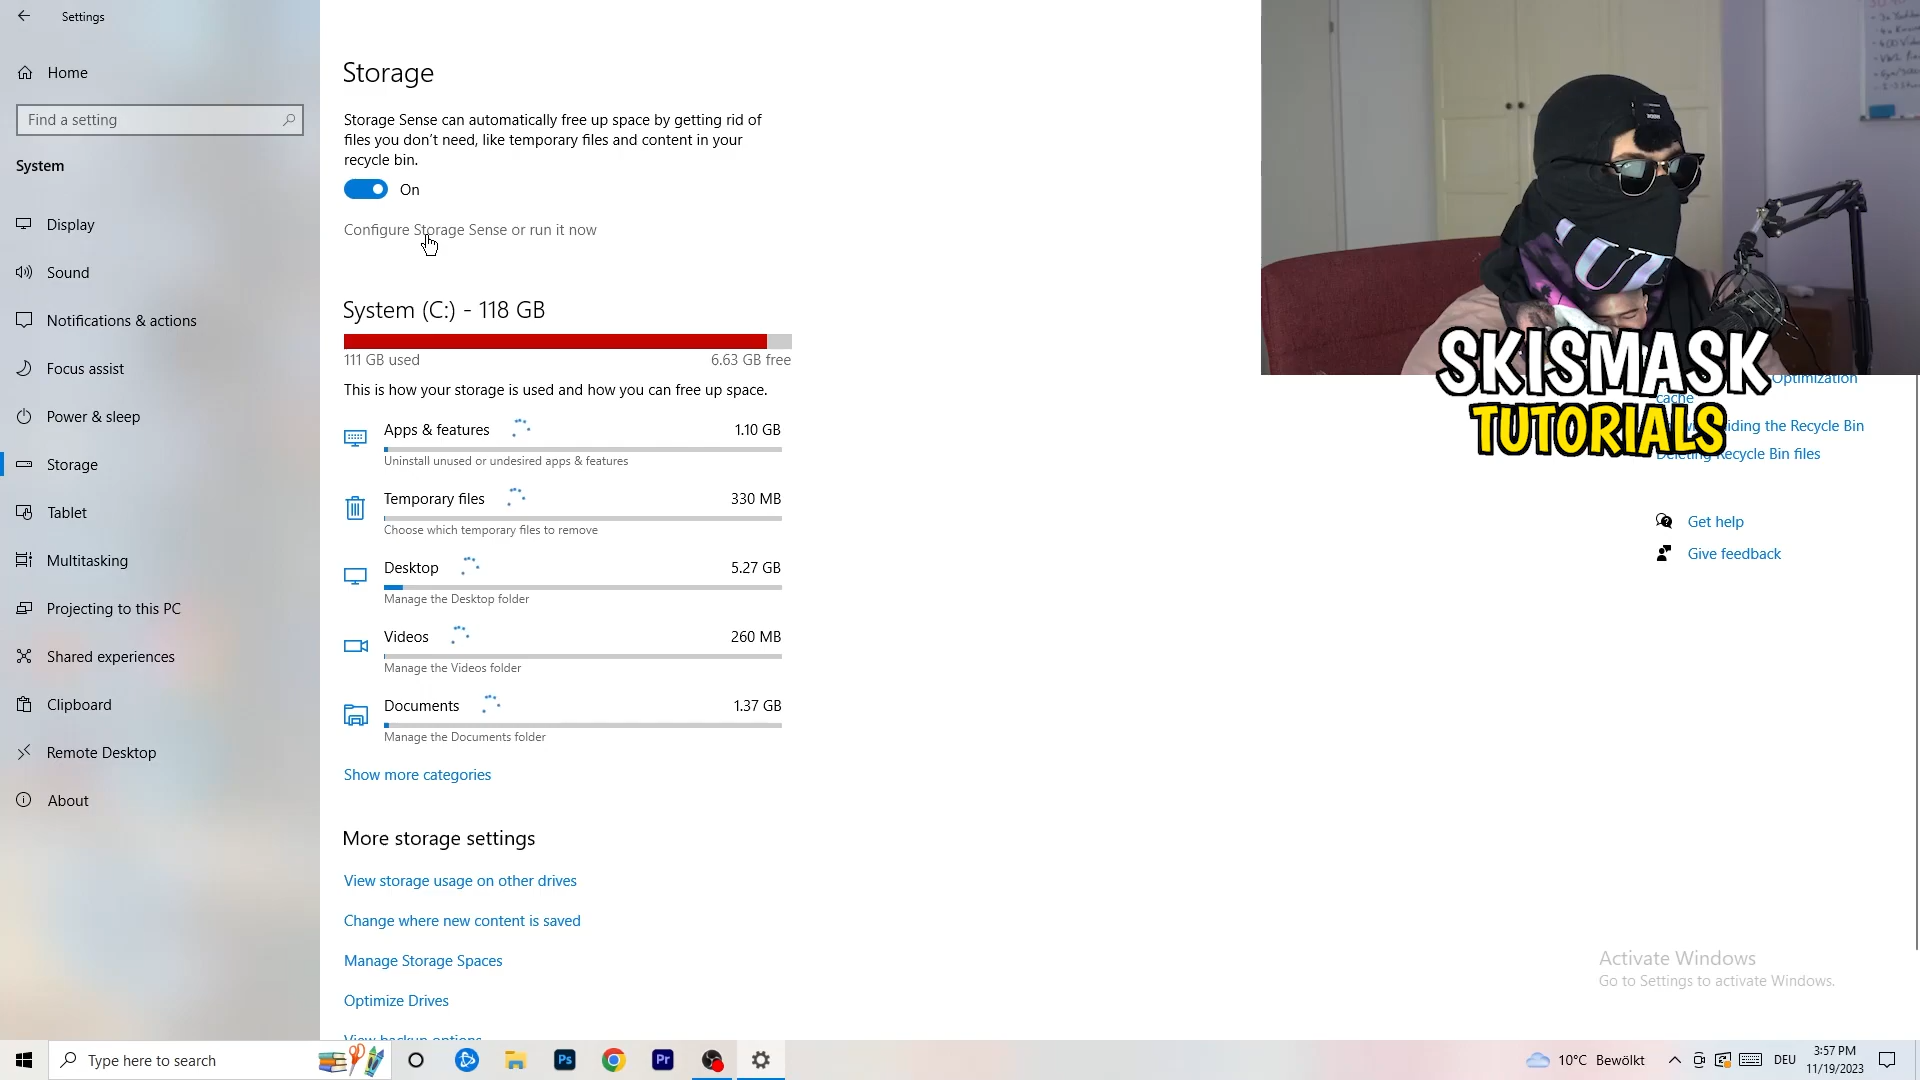 Settings
Home
Find a setting
System
Display
Sound
Notifications & actions
Focus assist
Power & sleep
Storage
Tablet
Multitasking
Projecting to this PC
Shared experiences
Clipboard
Remote Desktop
About
Storage
Storage Sense can automatically free up space by getting rid of
files you don't need, like temporary files and content in your
recycle bin.
On
Configure Storage Sense or run it now
System (C:) - 118 GB
111 GB used
6.63 GB free
This is how your storage is used and how you can free up space.
Apps & features
1.10 GB
Uninstall unused or undesired apps & features
Temporary files
330 MB
Choose which temporary files to remove
Desktop
5.27 GB
Manage the Desktop folder
Videos
260 MB
Manage the Videos folder
Documents
1.37 GB
Manage the Documents folder
Show more categories
More storage settings
View storage usage on other drives
Change where new content is saved
Manage Storage Spaces
Optimize Drives
View backup options
SKISMASK
TUTORIALS
Optimization
cache
the Recycle Bin
Deleting Recycle Bin files
Get help
Give feedback
Activate Windows
Go to Settings to activate Windows.
Type here to search
Ps
Pr
10°C Bewölkt
DEU
3:57 PM
11/19/2023